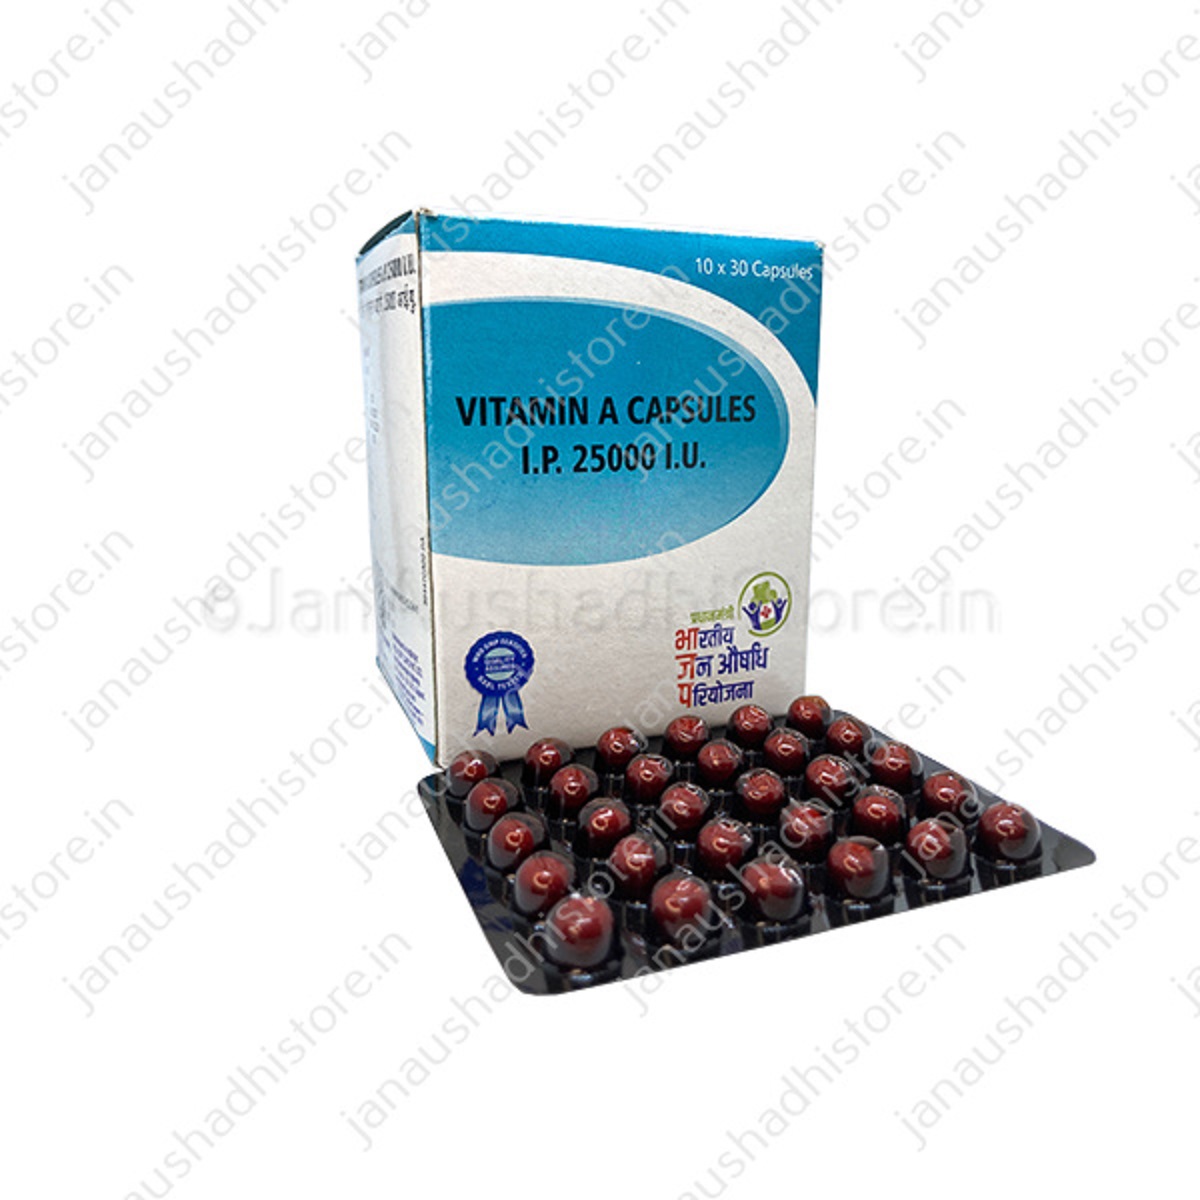 10 x 30 Capsules
VITAMIN A CAPSULES
I.P. 25000 I.U.
प्रधानमंत्री
भारतीय
जन औषधि
परियोजना
©JanAushadhiStore.in
janaushadhistore.in